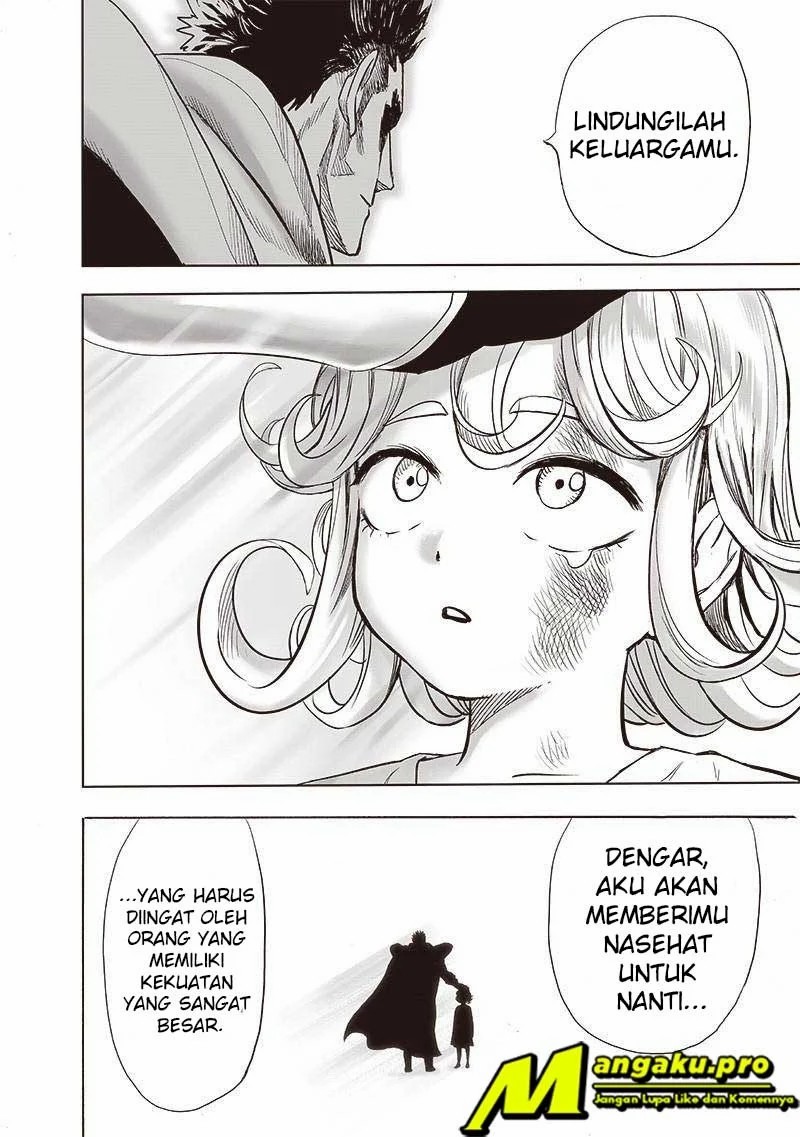 LINDUNGILAH
KELUARGAMU.
DENGAR,
AKU AKAN
MEMBERIMU
NASEHAT
UNTUK
NANTI...
...YANG HARUS
DIINGAT OLEH
ORANG YANG
MEMILIKI
KEKUATAN
YANG SANGAT
BESAR.
Mangaku.pro
Jangan Lupa Like dan Komennya